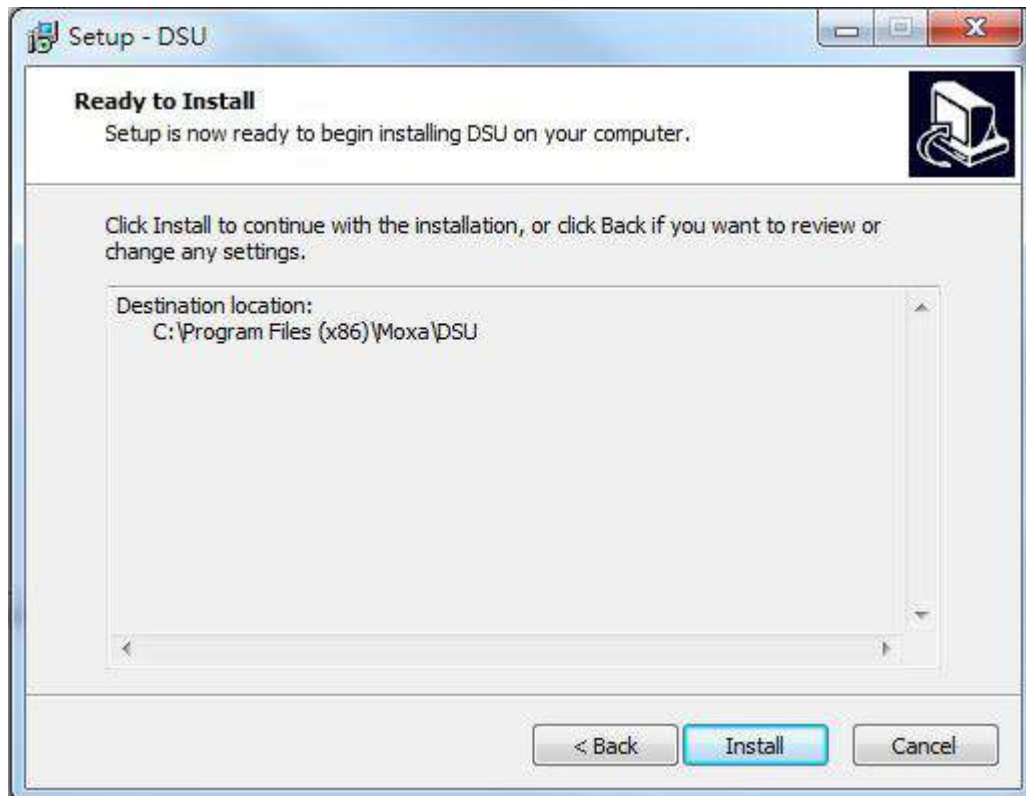 Setup - DSU
Ready to Install
Setup is now ready to begin installing DSU on your computer.
Click Install to continue with the installation, or click Back if you want to review or
change any settings.
Destination location:
C:\Program Files (x86)\Moxa\DSU
< Back
Install
Cancel